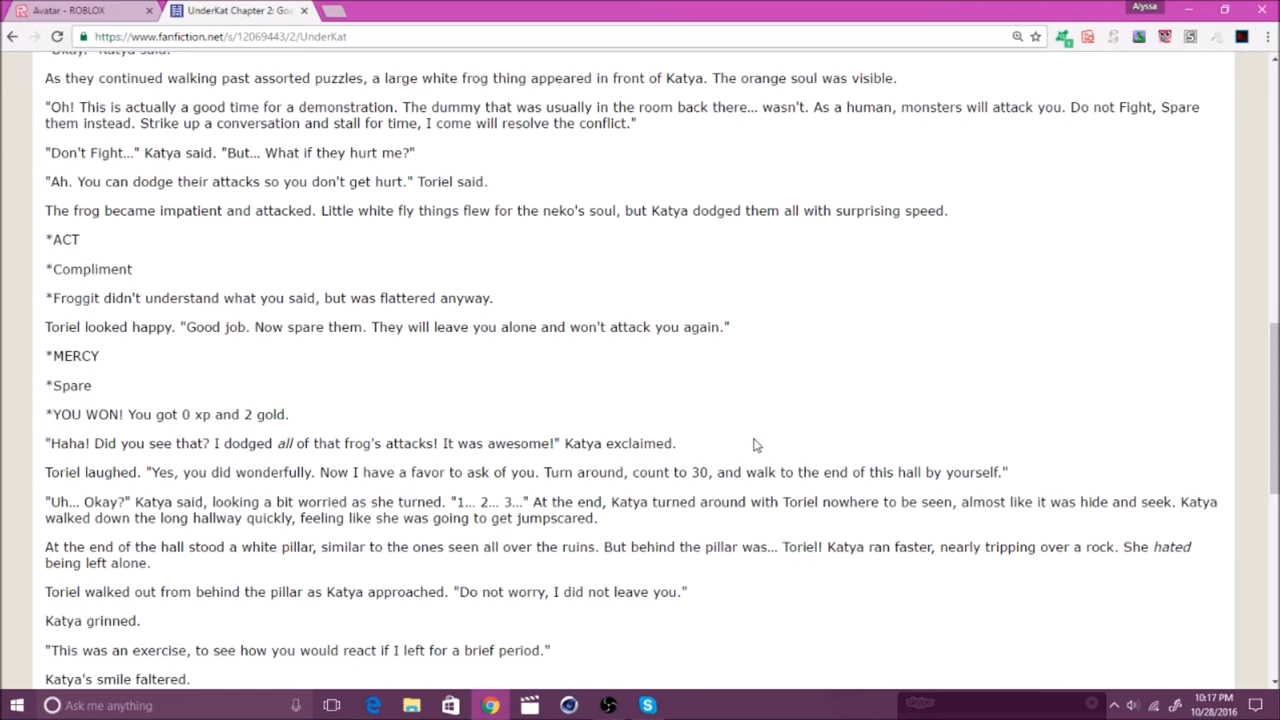 Avatar - ROBLOX
UnderKat Chapter 2: Goa
Alyssa
https://www.fanfiction.net/s/12069443/2/UnderKat
"Okay." Katya said.
As they continued walking past assorted puzzles, a large white frog thing appeared in front of Katya. The orange soul was visible.
"Oh! This is actually a good time for a demonstration. The dummy that was usually in the room back there... wasn't. As a human, monsters will attack you. Do not Fight, Spare
them instead. Strike up a conversation and stall for time, I come will resolve the conflict."
"Don't Fight..." Katya said. "But... What if they hurt me?"
"Ah. You can dodge their attacks so you don't get hurt." Toriel said.
The frog became impatient and attacked. Little white fly things flew for the neko's soul, but Katya dodged them all with surprising speed.
*ACT
*Compliment
*Froggit didn't understand what you said, but was flattered anyway.
Toriel looked happy. "Good job. Now spare them. They will leave you alone and won't attack you again."
*MERCY
*Spare
*YOU WON! You got 0 xp and 2 gold.
"Haha! Did you see that? I dodged all of that frog's attacks! It was awesome!" Katya exclaimed.
Toriel laughed. "Yes, you did wonderfully. Now I have a favor to ask of you. Turn around, count to 30, and walk to the end of this hall by yourself."
"Uh... Okay?" Katya said, looking a bit worried as she turned. "1... 2... 3..." At the end, Katya turned around with Toriel nowhere to be seen, almost like it was hide and seek. Katya
walked down the long hallway quickly, feeling like she was going to get jumpscared.
At the end of the hall stood a white pillar, similar to the ones seen all over the ruins. But behind the pillar was... Toriel! Katya ran faster, nearly tripping over a rock. She hated
being left alone.
Toriel walked out from behind the pillar as Katya approached. "Do not worry, I did not leave you."
Katya grinned.
"This was an exercise, to see how you would react if I left for a brief period."
Katya's smile faltered.
Ask me anything
10:17 PM
10/28/2016